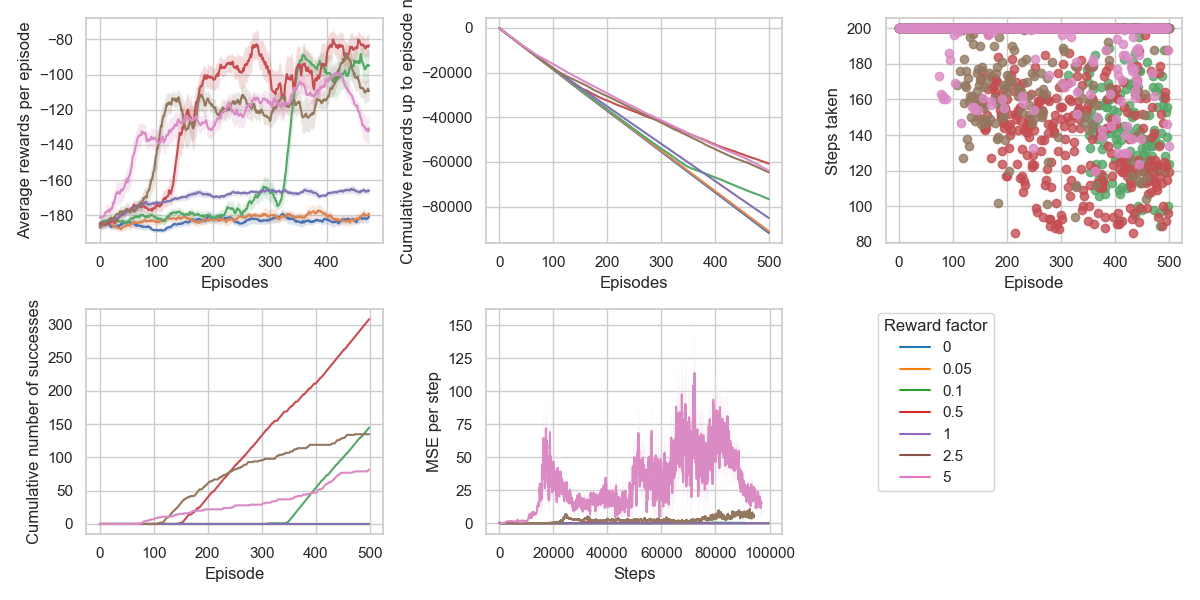 Average rewards per episode
−80
−100
−120
−140
−160
−180
0 100 200 300 400
Episodes
Cumulative rewards up to episode n
0
−20000
−40000
−60000
−80000
0 100 200 300 400 500
Episodes
Steps taken
200
180
160
140
120
100
80
0 100 200 300 400 500
Episode
Cumulative number of successes
300
250
200
150
100
50
0
0 100 200 300 400 500
Episode
MSE per step
150
125
100
75
50
25
0
0 20000 40000 60000 80000 100000
Steps
Reward factor
0
0.05
0.1
0.5
1
2.5
5